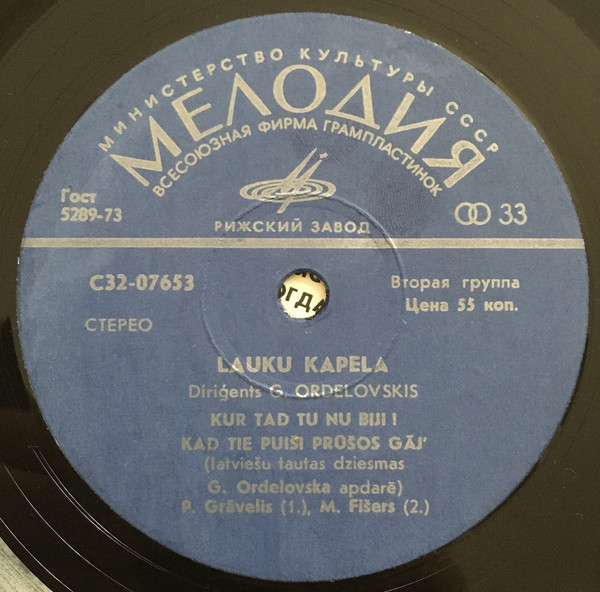 МИНИСТЕРСТВО КУЛЬТУРЫ СССР
МЕЛОДИЯ
ВСЕСОЮЗНАЯ ФИРМА ГРАМПЛАСТИНОК
Гост
5289-73
33
РИЖСКИЙ ЗАВОД
С32-07653
Вторая группа
Цена 55 коп.
СТЕРЕО
LAUKU KAPELA
Diriģents G. ORDELOVSKIS
KUR TAD TU NU BIJI !
KAD TIE PUIŠI PRŪŠOS GĀJ'
(latviešu tautas dziesmas
G. Ordelovska apdarē)
P. Grāvelis (1.), M. Fišers (2.)